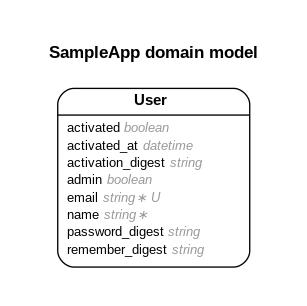 SampleApp domain model
User
activated boolean
activated_at datetime
activation_digest string
admin boolean
email string∗ U
name string∗
password_digest string
remember_digest string